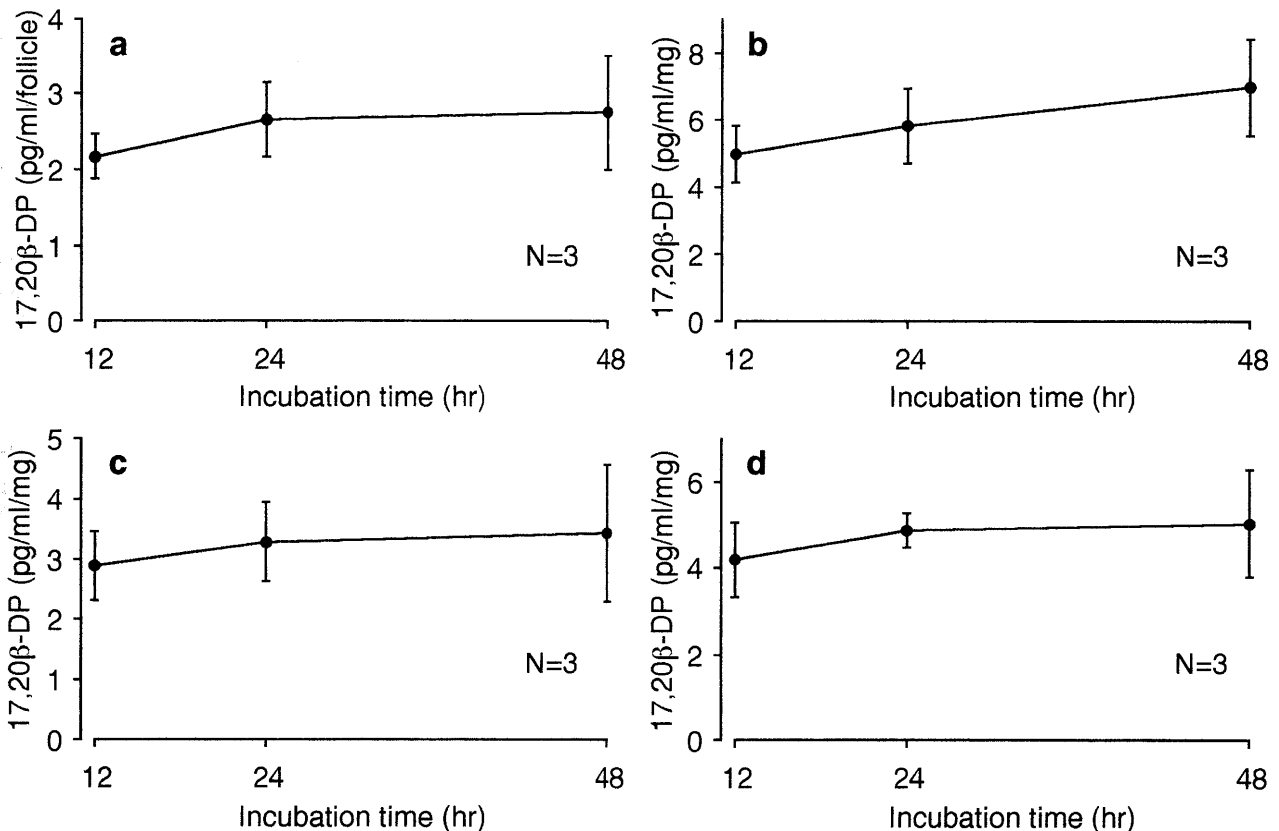 a
17,20β-DP (pg/ml/follicle)
4
3
2
1
0
N=3
12 24 48
Incubation time (hr)
b
17,20β-DP (pg/ml/mg)
8
6
4
2
0
N=3
12 24 48
Incubation time (hr)
c
17,20β-DP (pg/ml/mg)
5
4
3
2
1
0
N=3
12 24 48
Incubation time (hr)
d
17,20β-DP (pg/ml/mg)
6
4
2
0
N=3
12 24 48
Incubation time (hr)